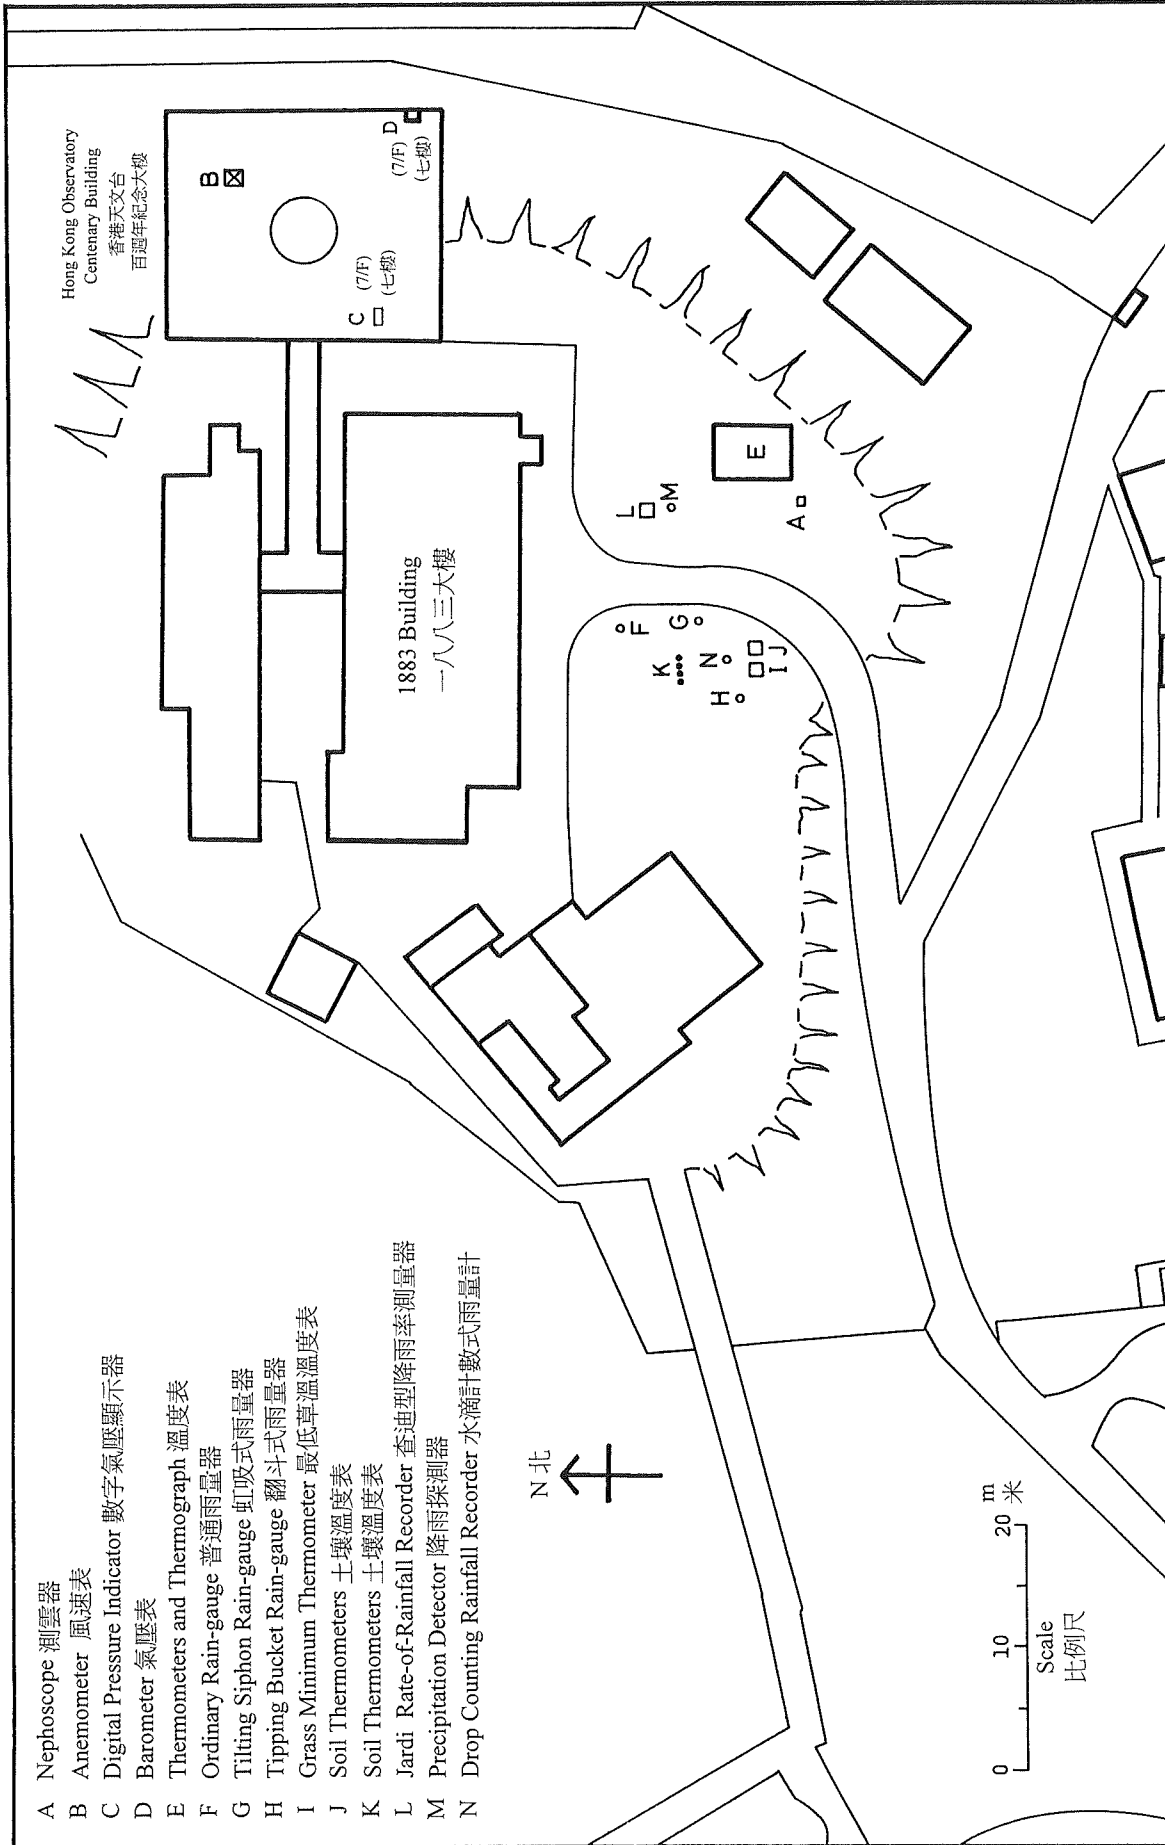 A Nephoscope 測雲器
B Anemometer 風速表
C Digital Pressure Indicator 數字氣壓顯示器
D Barometer 氣壓表
E Thermometers and Thermograph 溫度表
F Ordinary Rain-gauge 普通雨量器
G Tilting Siphon Rain-gauge 虹吸式雨量器
H Tipping Bucket Rain-gauge 翻斗式雨量器
I Grass Minimum Thermometer 最低草溫溫度表
J Soil Thermometers 土壤溫度表
K Soil Thermometers 土壤溫度表
L Jardi Rate-of-Rainfall Recorder 查迪型降雨率測量器
M Precipitation Detector 降雨探測器
N Drop Counting Rainfall Recorder 水滴計數式雨量計
Hong Kong Observatory
Centenary Building
香港天文台
百週年紀念大樓
B
C
(7/F)
(七樓)
D
(7/F)
(七樓)
1883 Building
一八八三大樓
L
M
E
A
F
G
K
N
H
I J
N 北
0 10 20 m
米
Scale
比例尺